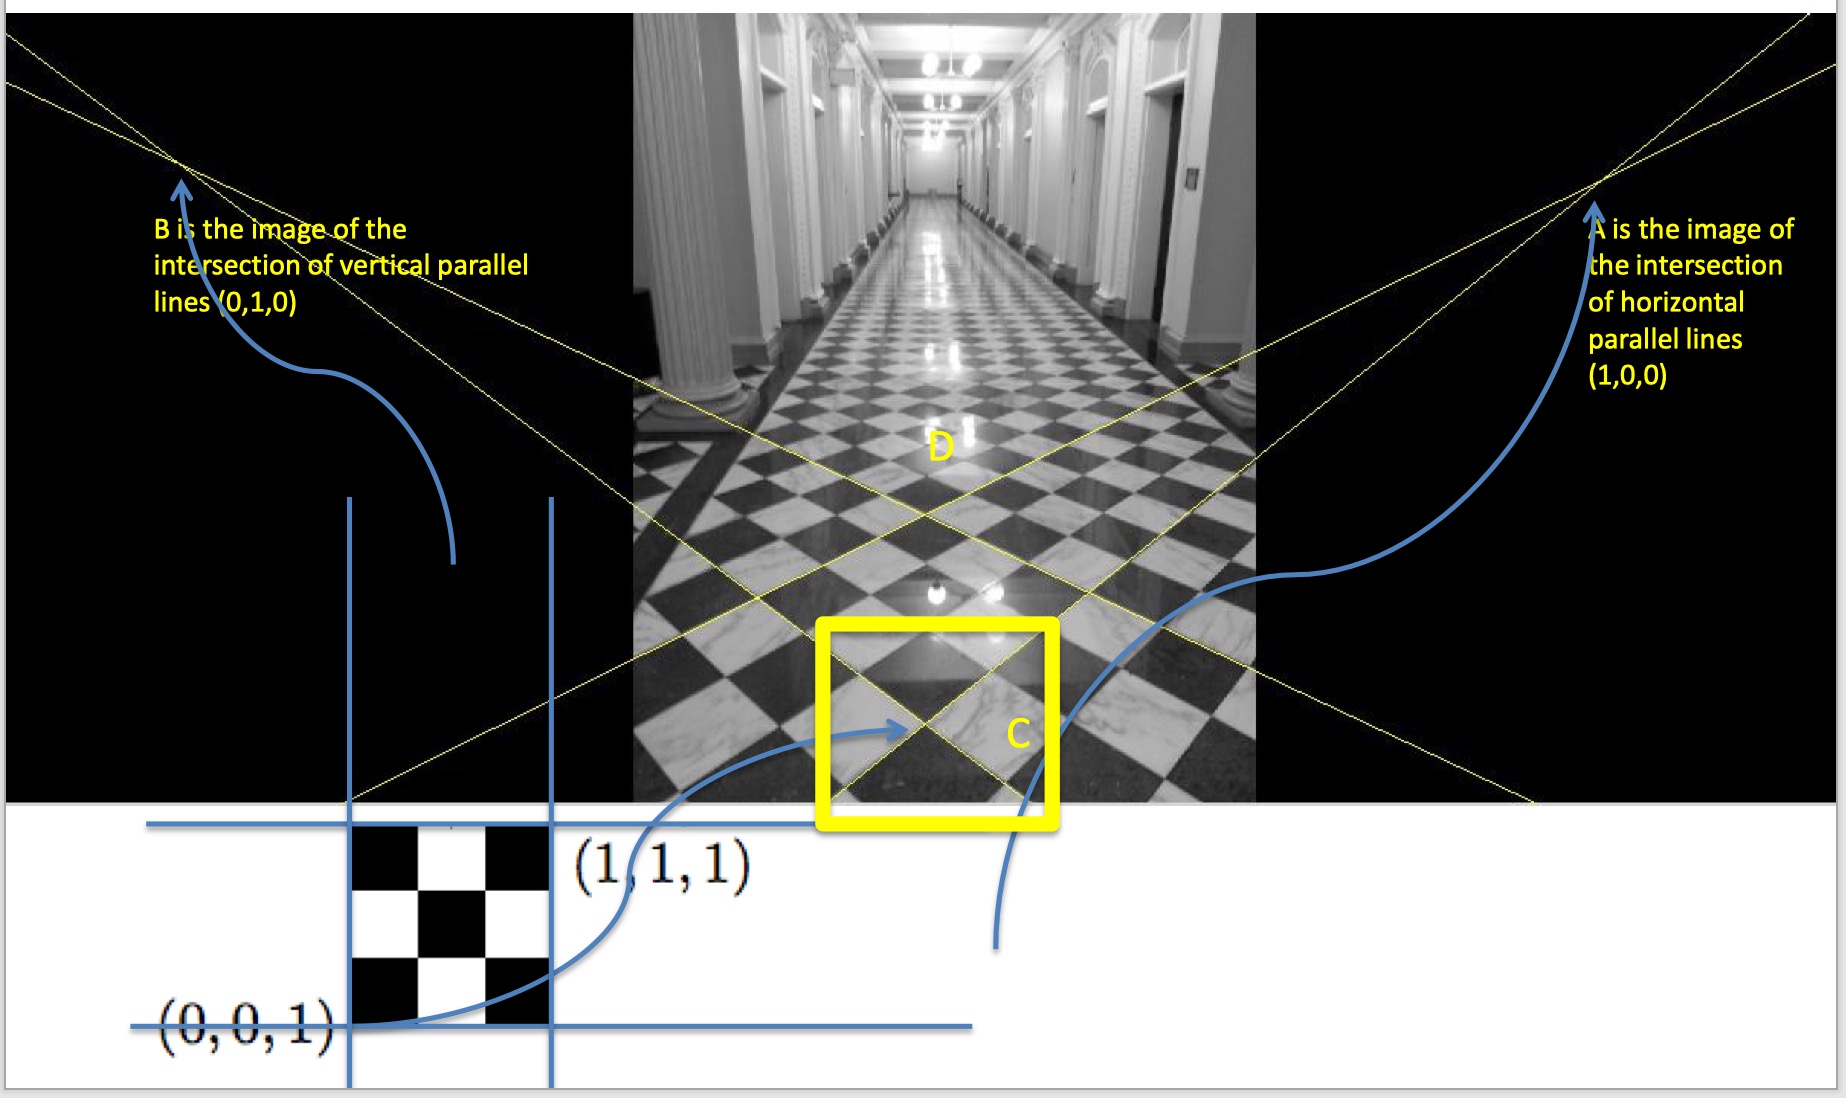 B is the image of the
intersection of vertical parallel
lines (0,1,0)
A is the image of
the intersection
of horizontal
parallel lines
(1,0,0)
D
C
(1, 1, 1)
(0, 0, 1)